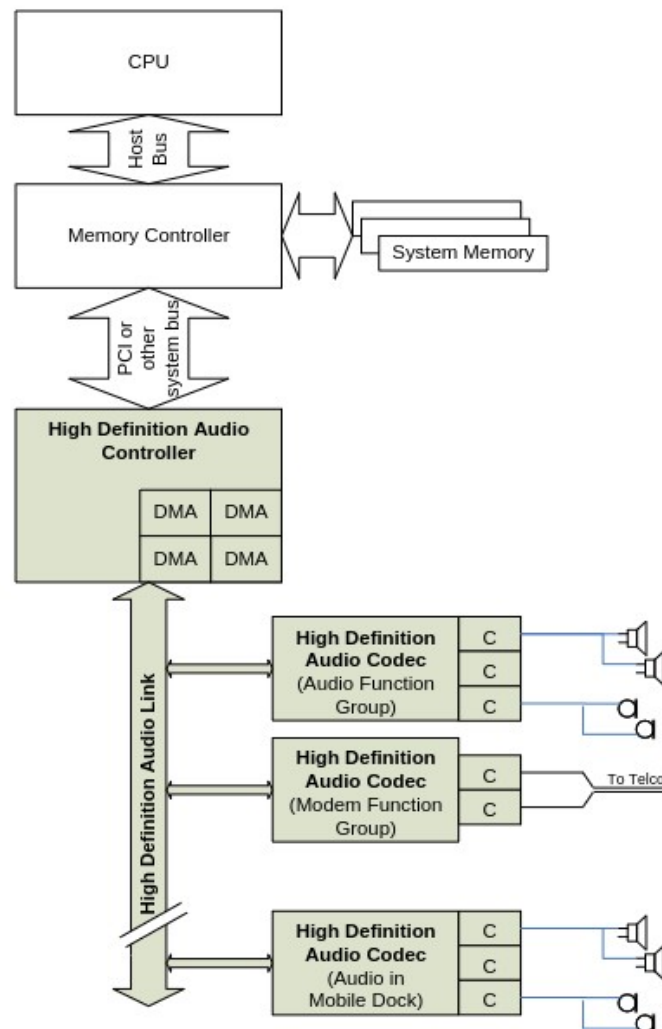 CPU
Host
Bus
Memory Controller
System Memory
PCI or
other
system bus
High Definition Audio
Controller
DMA
DMA
DMA
DMA
High Definition Audio Link
High Definition
Audio Codec
(Audio Function
Group)
C
C
C
High Definition
Audio Codec
(Modem Function
Group)
C
C
To Telco
High Definition
Audio Codec
(Audio in
Mobile Dock)
C
C
C